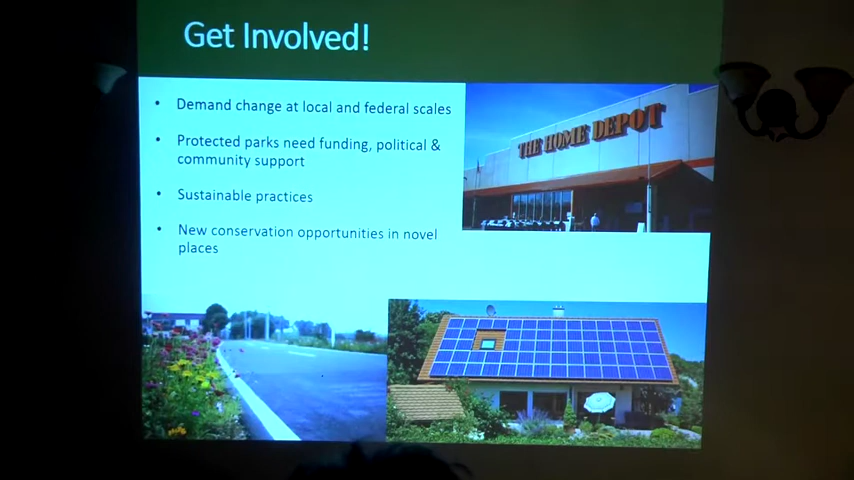 Get Involved!
• Demand change at local and federal scales
• Protected parks need funding, political &
community support
• Sustainable practices
• New conservation opportunities in novel
places
THE HOME DEPOT